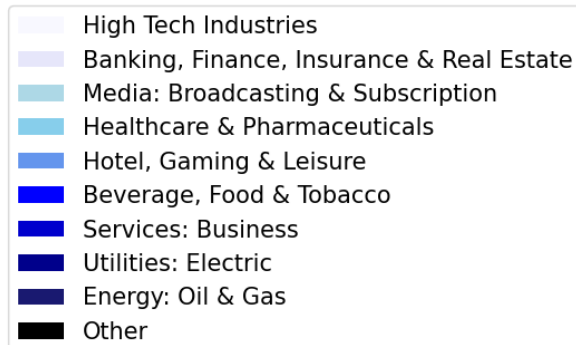 High Tech Industries
Banking, Finance, Insurance & Real Estate
Media: Broadcasting & Subscription
Healthcare & Pharmaceuticals
Hotel, Gaming & Leisure
Beverage, Food & Tobacco
Services: Business
Utilities: Electric
Energy: Oil & Gas
Other